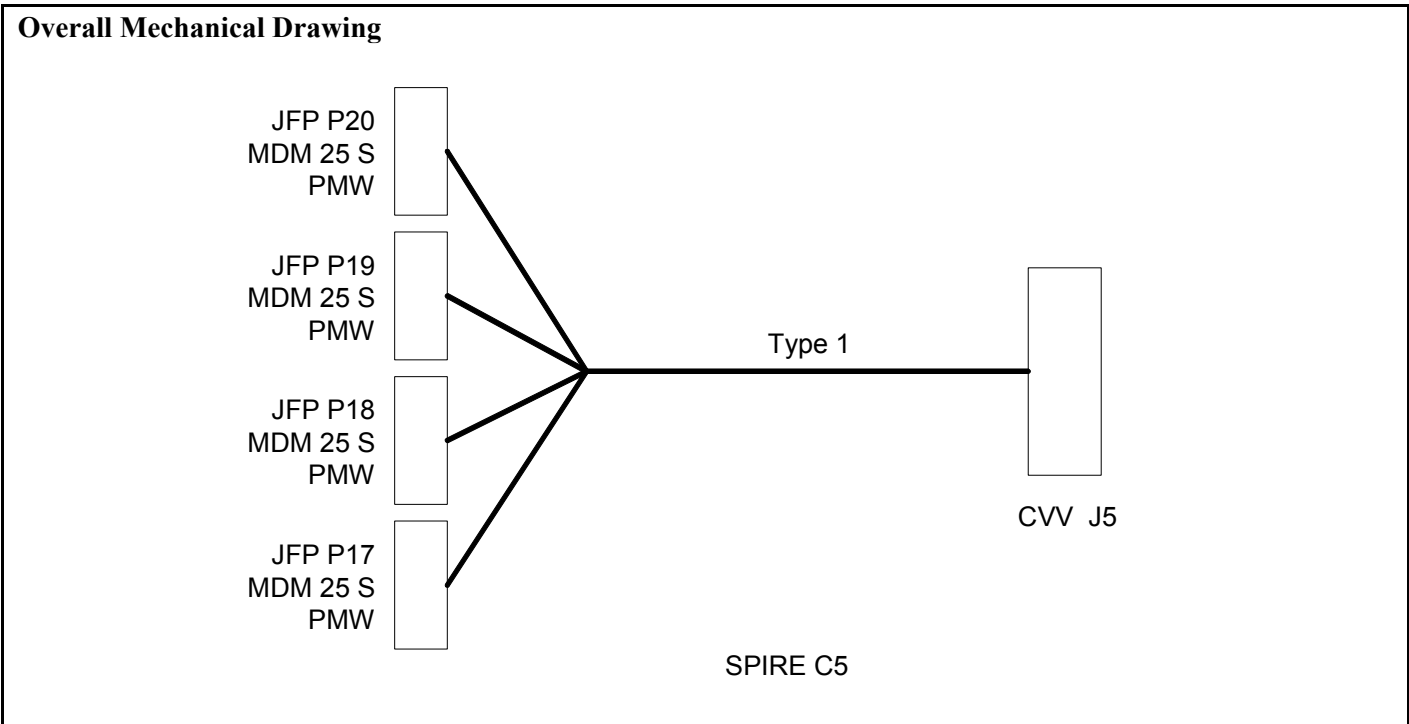 Overall Mechanical Drawing
JFP P20
MDM 25 S
PMW
JFP P19
MDM 25 S
PMW
JFP P18
MDM 25 S
PMW
JFP P17
MDM 25 S
PMW
Type 1
CVV J5
SPIRE C5